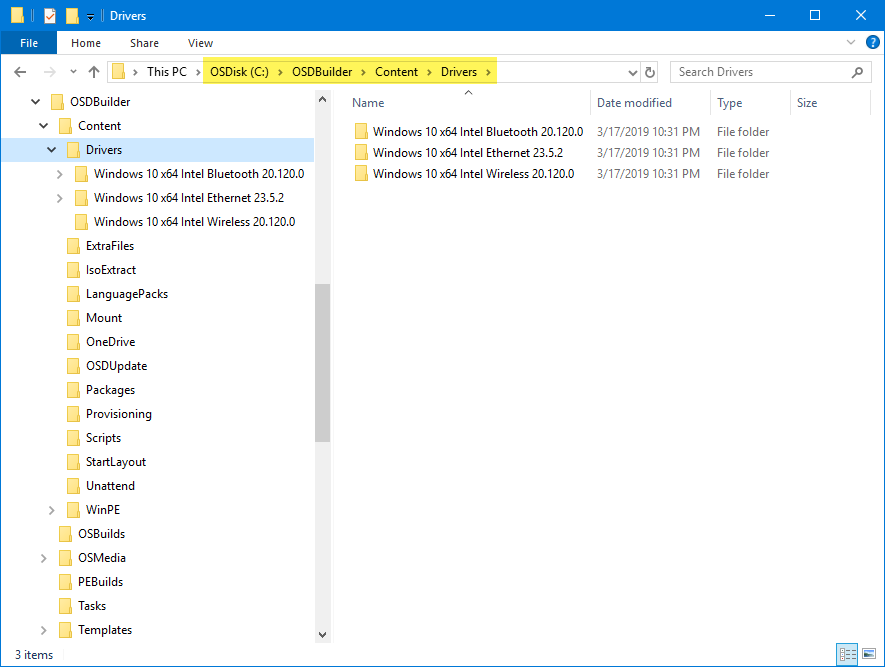 Drivers
File Home Share View
This PC OSDisk (C:) OSDBuilder Content Drivers Search Drivers
OSDBuilder
Content
Drivers
Windows 10 x64 Intel Bluetooth 20.120.0
Windows 10 x64 Intel Ethernet 23.5.2
Windows 10 x64 Intel Wireless 20.120.0
ExtraFiles
IsoExtract
LanguagePacks
Mount
OneDrive
OSDUpdate
Packages
Provisioning
Scripts
StartLayout
Unattend
WinPE
OSBuilds
OSMedia
PEBuilds
Tasks
Templates
Name Date modified Type Size
Windows 10 x64 Intel Bluetooth 20.120.0 3/17/2019 10:31 PM File folder
Windows 10 x64 Intel Ethernet 23.5.2 3/17/2019 10:31 PM File folder
Windows 10 x64 Intel Wireless 20.120.0 3/17/2019 10:31 PM File folder
3 items